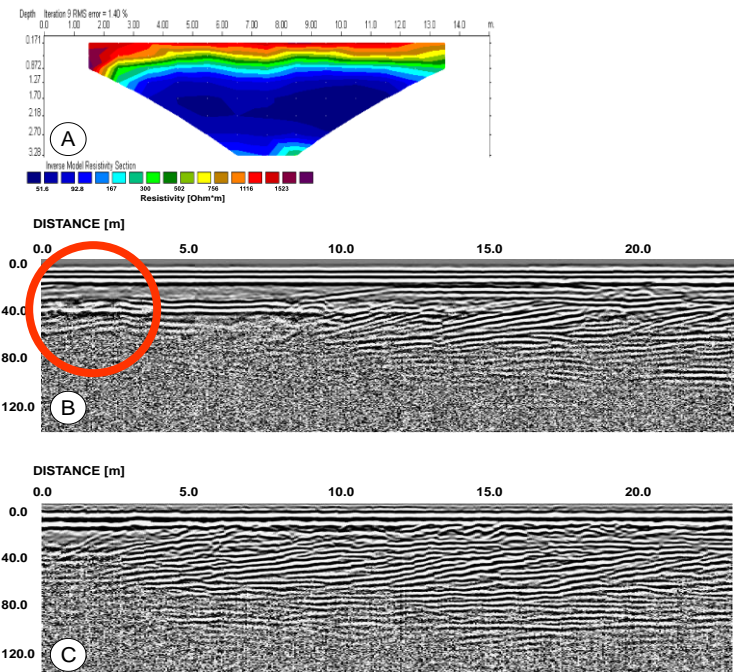 Depth Iteration 9 RMS error = 1.40 %
0.0 1.00 2.00 3.00 4.00 5.00 6.00 7.00 8.00 9.00 10.0 11.0 12.0 13.0 14.0 m.
0.171
0.872
1.27
1.70
2.18
2.70
3.28
A
Inverse Model Resistivity Section
51.6 92.8 167 300 502 756 1116 1523
Resistivity [Ohm*m]
DISTANCE [m]
0.0 5.0 10.0 15.0 20.0
0.0
40.0
80.0
120.0
B
DISTANCE [m]
0.0 5.0 10.0 15.0 20.0
0.0
40.0
80.0
120.0
C